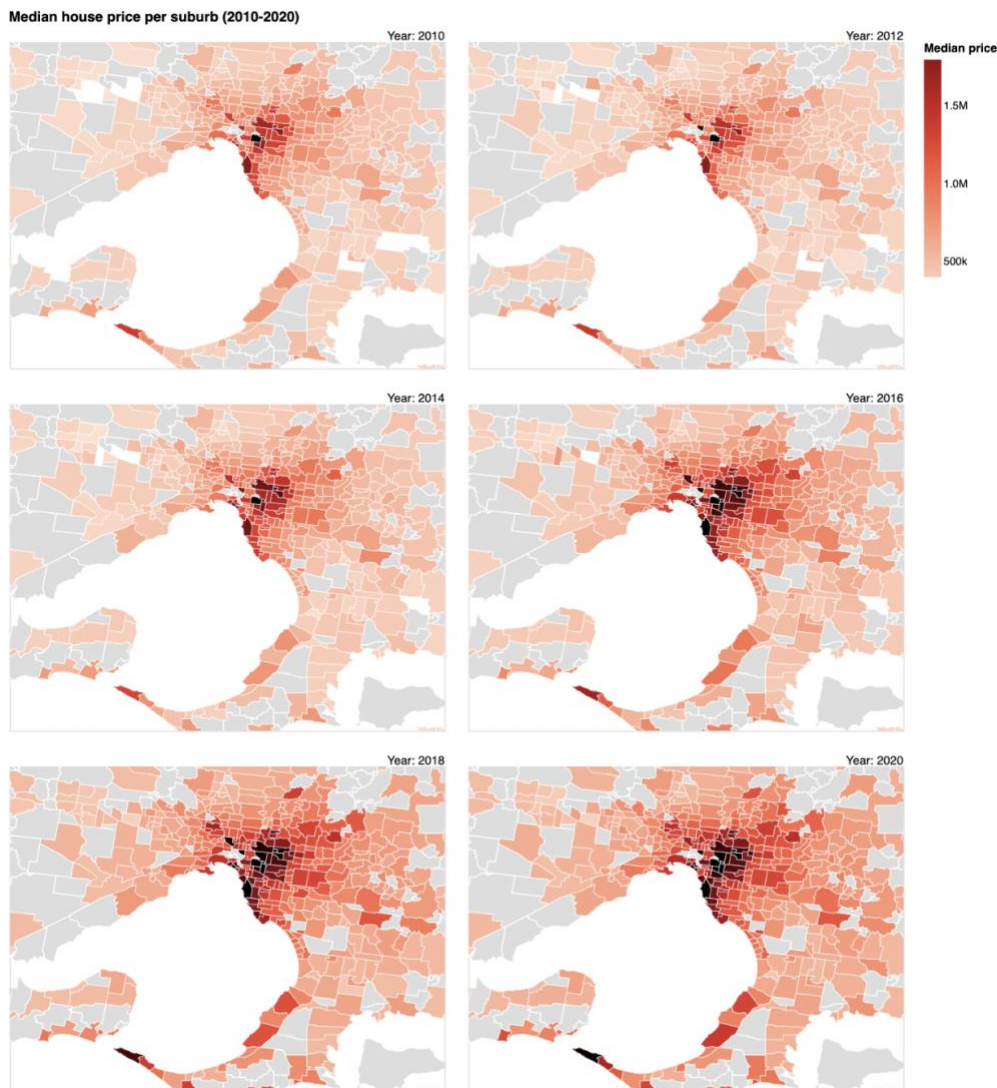 Median house price per suburb (2010-2020)
Year: 2010
Year: 2012
Median price
1.5M
1.0M
500k
Year: 2014
Year: 2016
Year: 2018
Year: 2020